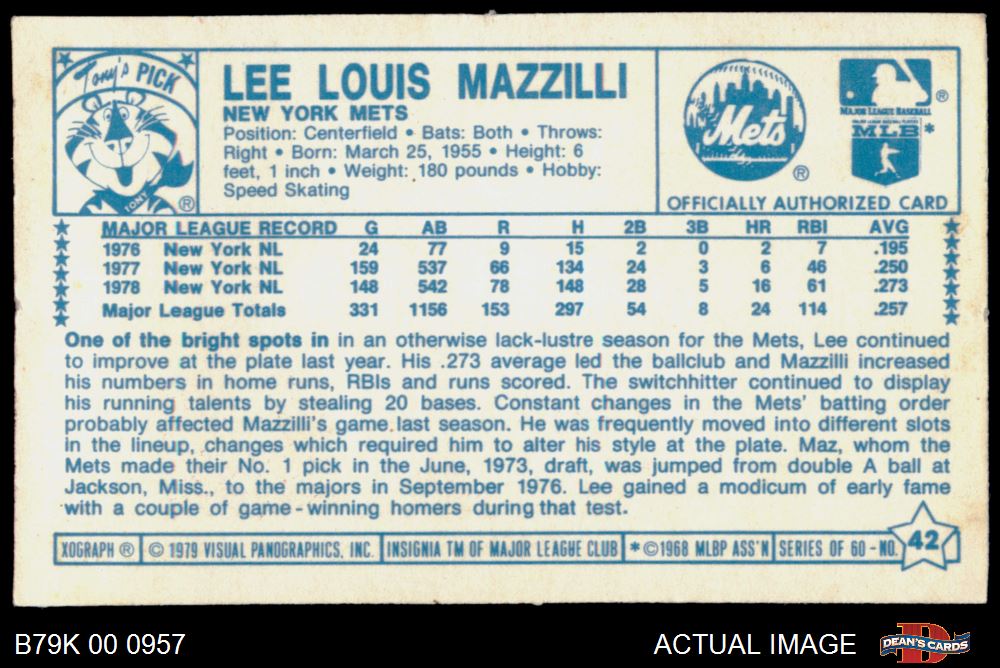 Tony's PICK
TONY
®
LEE LOUIS MAZZILLI
NEW YORK METS
Position: Centerfield • Bats: Both • Throws:
Right • Born: March 25, 1955 • Height: 6
feet, 1 inch • Weight: 180 pounds • Hobby:
Speed Skating
Mets
®
®
MAJOR LEAGUE BASEBALL
MAJOR LEAGUE BASEBALL PLAYERS
MLB*
OFFICIALLY AUTHORIZED CARD
MAJOR LEAGUE RECORD G AB R H 2B 3B HR RBI AVG
1976 New York NL 24 77 9 15 2 0 2 7 .195
1977 New York NL 159 537 66 134 24 3 6 46 .250
1978 New York NL 148 542 78 148 28 5 16 61 .273
Major League Totals 331 1156 153 297 54 8 24 114 .257
One of the bright spots in in an otherwise lack-lustre season for the Mets, Lee continued
to improve at the plate last year. His .273 average led the ballclub and Mazzilli increased
his numbers in home runs, RBIs and runs scored. The switchhitter continued to display
his running talents by stealing 20 bases. Constant changes in the Mets' batting order
probably affected Mazzilli's game last season. He was frequently moved into different slots
in the lineup, changes which required him to alter his style at the plate. Maz, whom the
Mets made their No. 1 pick in the June, 1973, draft, was jumped from double A ball at
Jackson, Miss., to the majors in September 1976. Lee gained a modicum of early fame
with a couple of game-winning homers during that test.
XOGRAPH ® © 1979 VISUAL PANOGRAPHICS, INC. INSIGNIA TM OF MAJOR LEAGUE CLUB *©1968 MLBP ASS'N SERIES OF 60-NO. 42
B79K 00 0957
ACTUAL IMAGE
D
DEAN'S CARDS